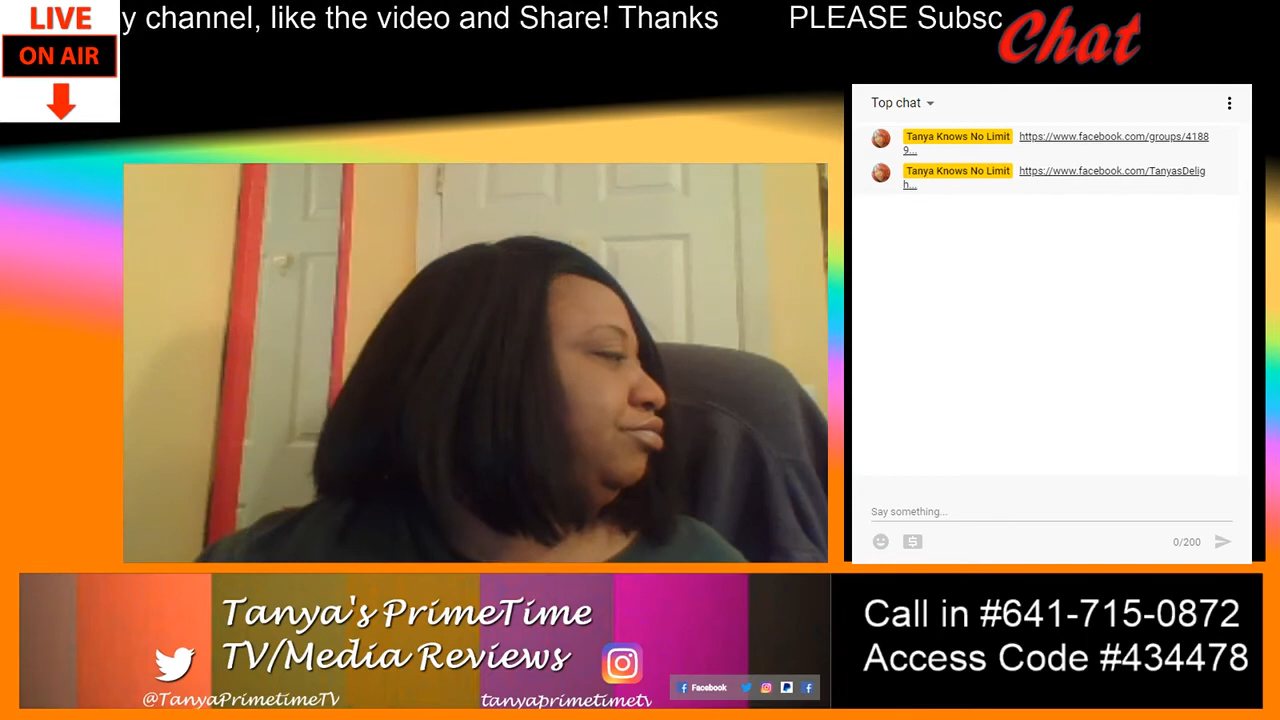 LIVE
ON AIR
y channel, like the video and Share! Thanks
PLEASE Subsc
Chat
Top chat
Tanya Knows No Limit https://www.facebook.com/groups/4188
9...
Tanya Knows No Limit https://www.facebook.com/TanyasDelig
h...
Say something...
0/200
Tanya's PrimeTime
TV/Media Reviews
@TanyaPrimetimeTV
tanyaprimetimetv
Facebook
Call in #641-715-0872
Access Code #434478